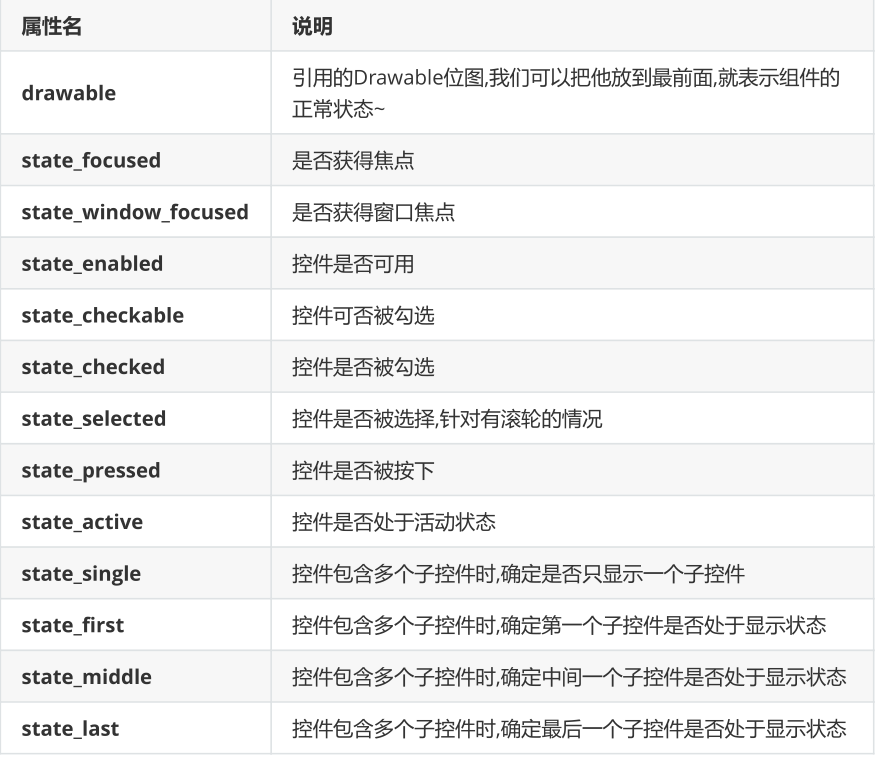 属性名 说明
drawable 引用的Drawable位图,我们可以把他放到最前面,就表示组件的
正常状态~
state_focused 是否获得焦点
state_window_focused 是否获得窗口焦点
state_enabled 控件是否可用
state_checkable 控件可否被勾选
state_checked 控件是否被勾选
state_selected 控件是否被选择,针对有滚轮的情况
state_pressed 控件是否被按下
state_active 控件是否处于活动状态
state_single 控件包含多个子控件时,确定是否只显示一个子控件
state_first 控件包含多个子控件时,确定第一个子控件是否处于显示状态
state_middle 控件包含多个子控件时,确定中间一个子控件是否处于显示状态
state_last 控件包含多个子控件时,确定最后一个子控件是否处于显示状态